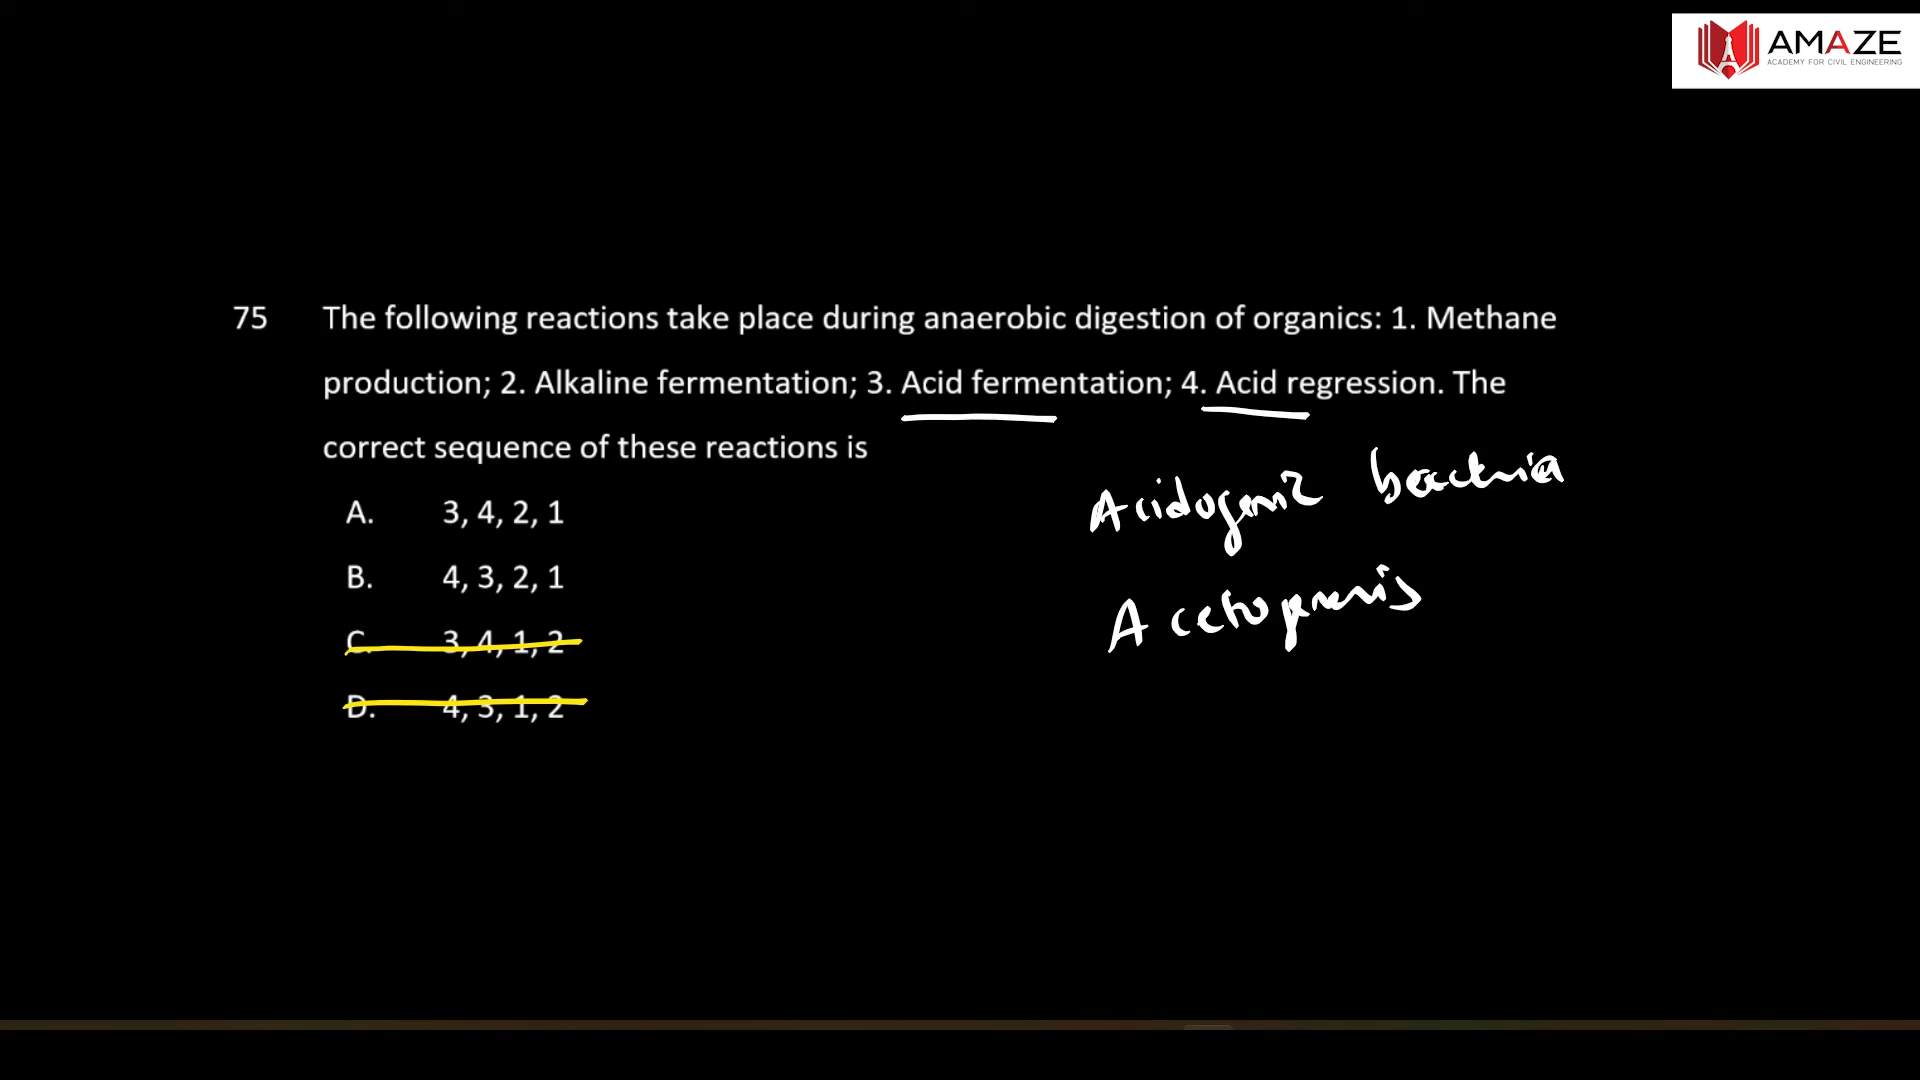 AMAZE
ACADEMY FOR CIVIL ENGINEERING
75 The following reactions take place during anaerobic digestion of organics: 1. Methane
production; 2. Alkaline fermentation; 3. Acid fermentation; 4. Acid regression. The
correct sequence of these reactions is
A. 3, 4, 2, 1
Acidogenic bacteria
B. 4, 3, 2, 1
Acetogenesis
C. 3, 4, 1, 2
D. 4, 3, 1, 2